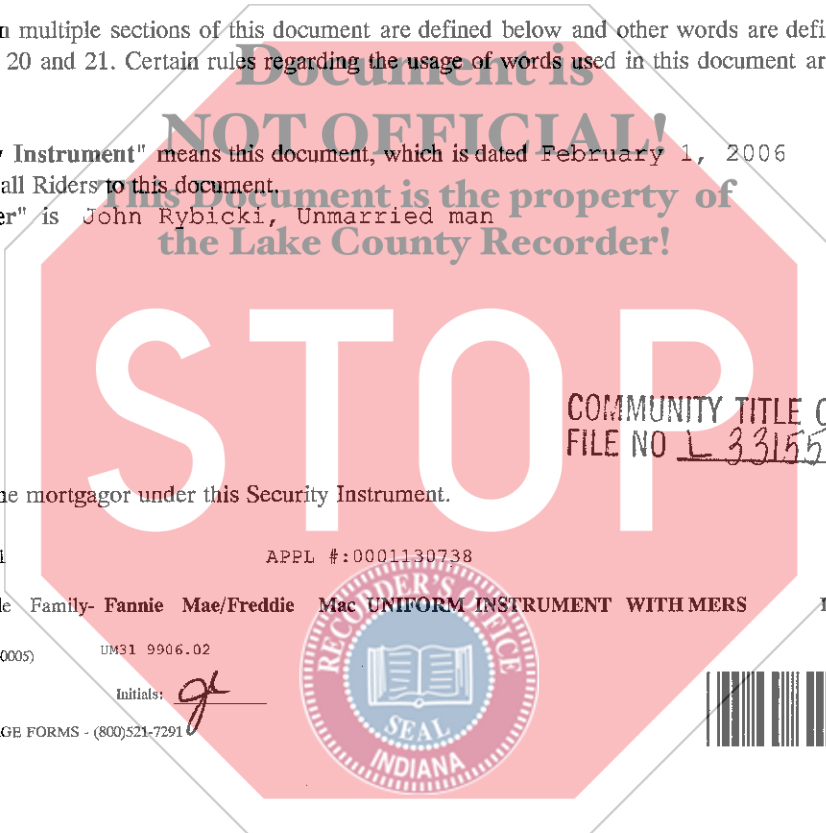 n multiple sections of this document are defined below and other words are defi
20 and 21. Certain rules regarding the usage of words used in this document ar
Document is
NOT OFFICIAL!
Instrument" means this document, which is dated February 1, 2006
all Riders to this document.
This Document is the property of
er" is John Rybicki, Unmarried man
the Lake County Recorder!
STOP
COMMUNITY TITLE C
FILE NO L 33155
ne mortgagor under this Security Instrument.
APPL #:0001130738
le Family- Fannie Mae/Freddie Mac UNIFORM INSTRUMENT WITH MERS
0005) UM31 9906.02
Initials:
GE FORMS - (800)521-7291
RECORDER'S OFFICE
SEAL
INDIANA